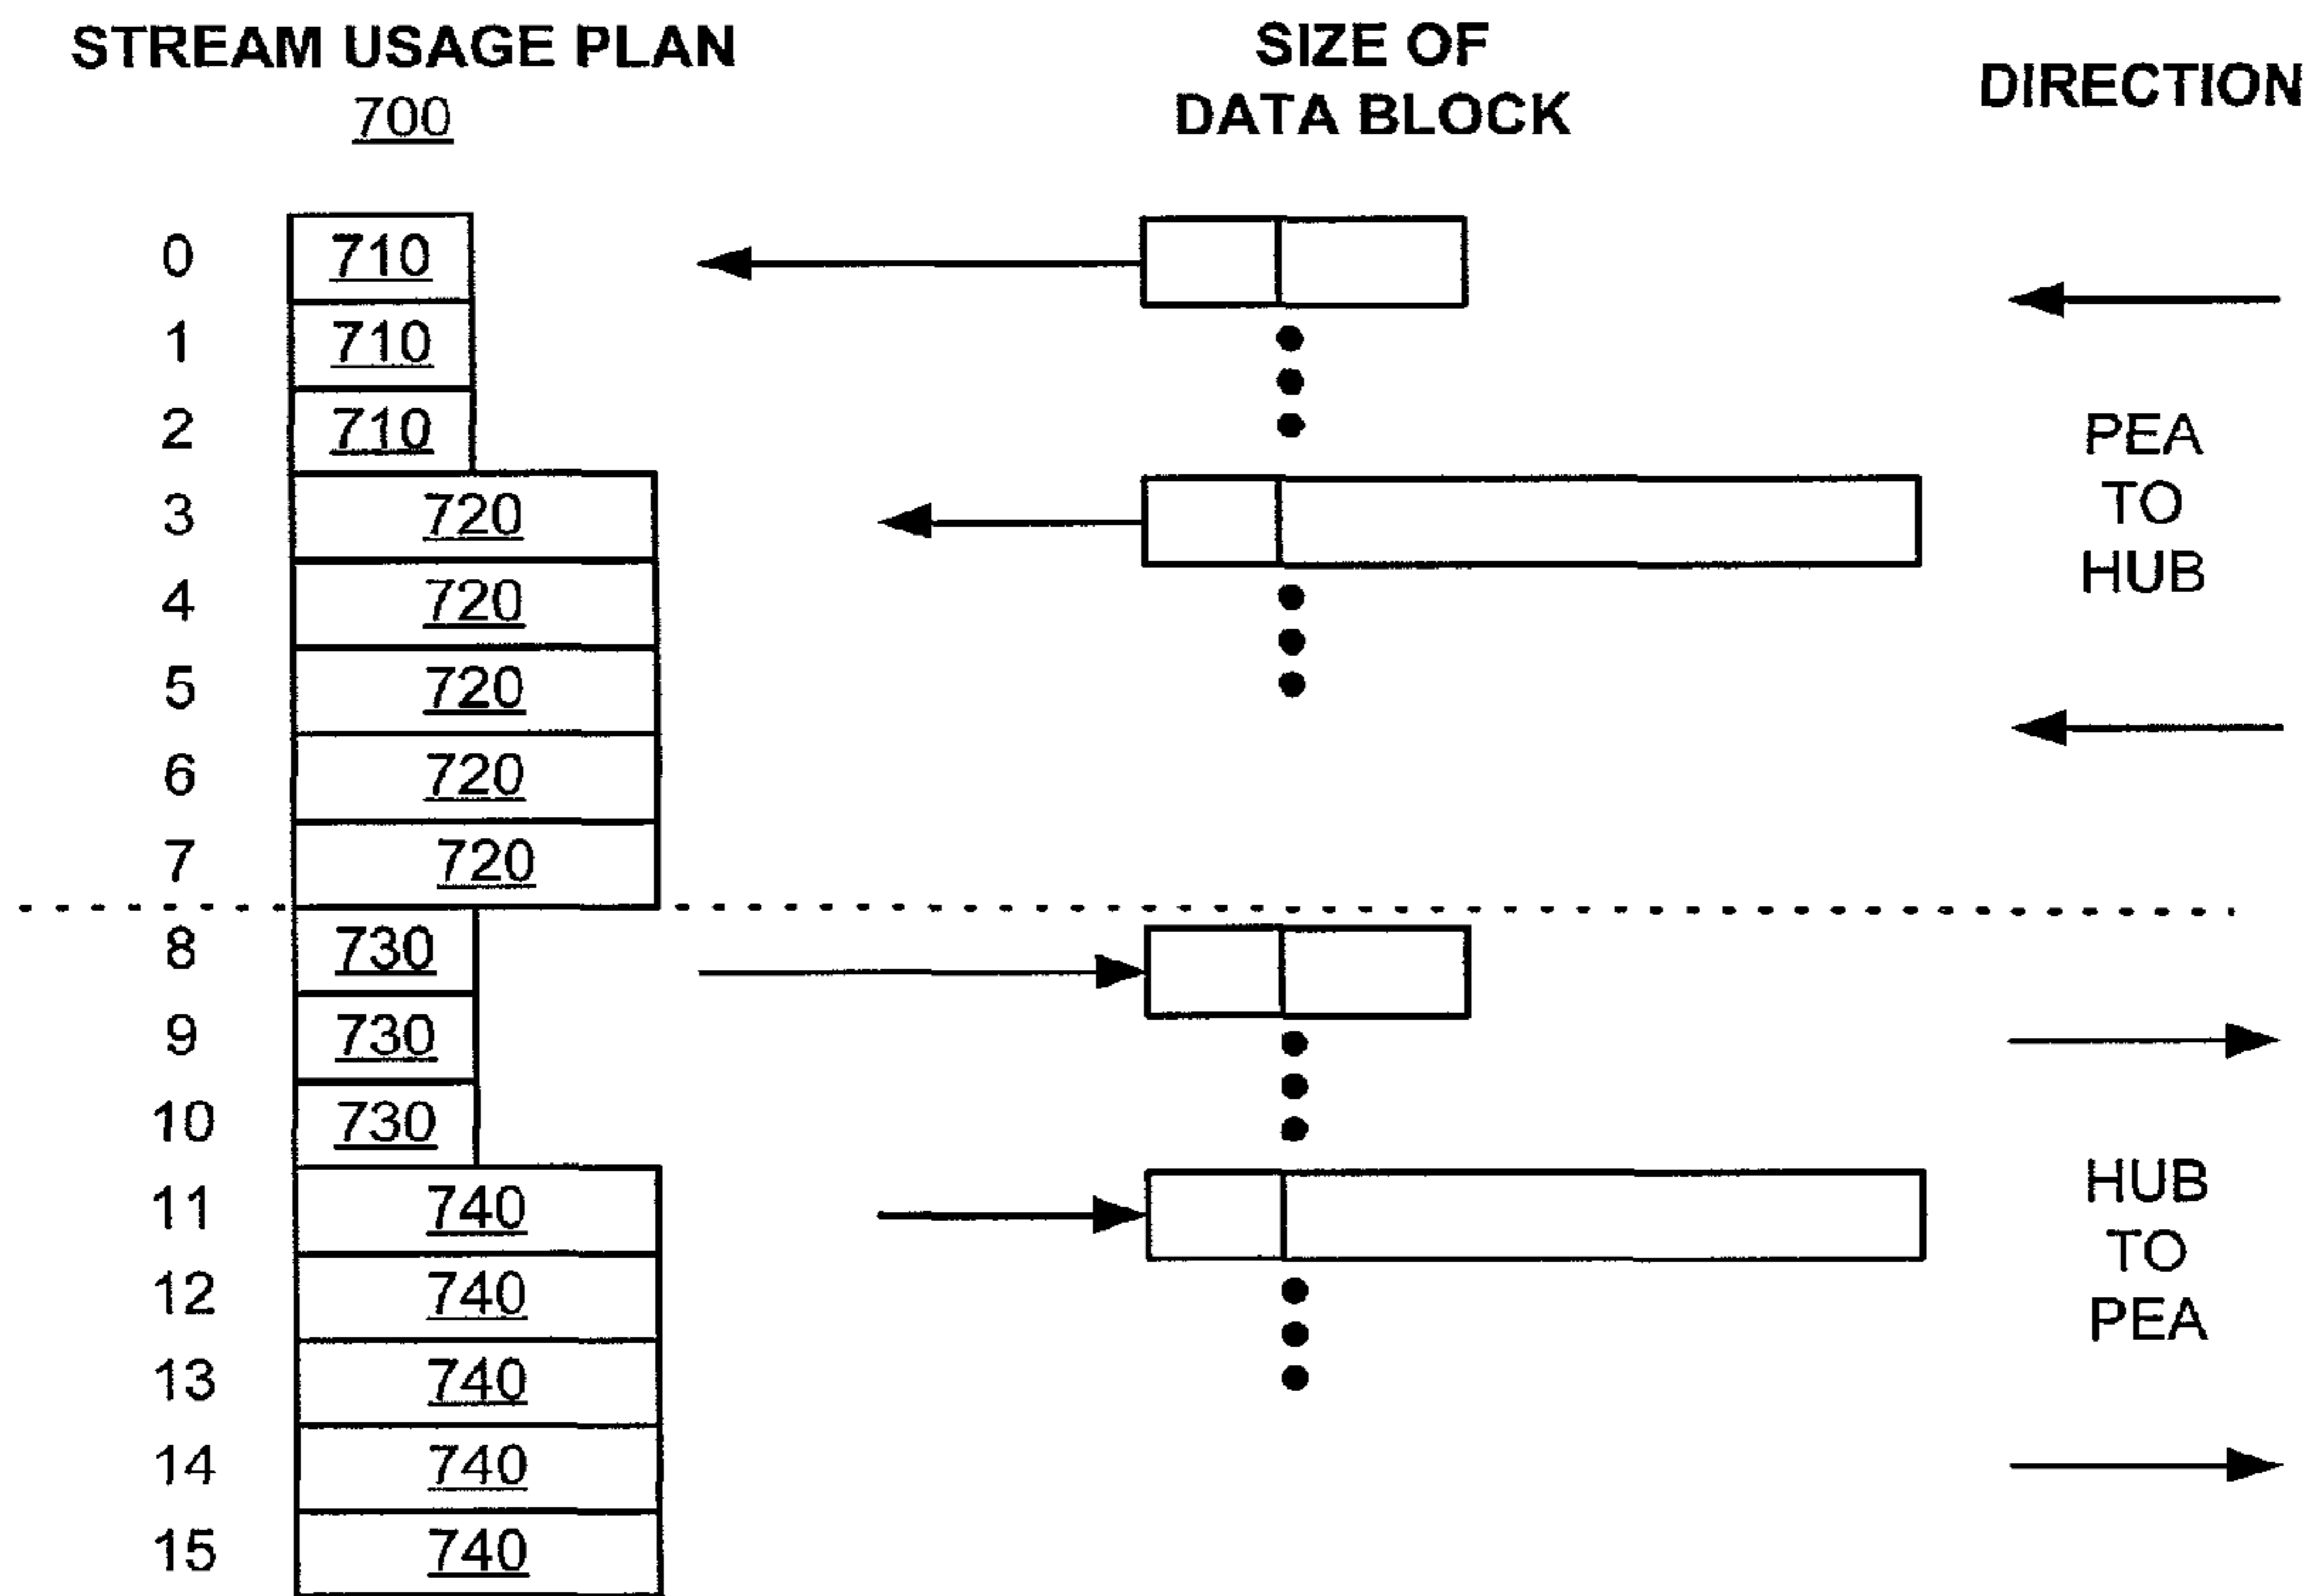 STREAM USAGE PLAN
700
SIZE OF
DATA BLOCK
DIRECTION
0 710
1 710
2 710
3 720
4 720
5 720
6 720
7 720
PEA
TO
HUB
8 730
9 730
10 730
11 740
12 740
13 740
14 740
15 740
HUB
TO
PEA